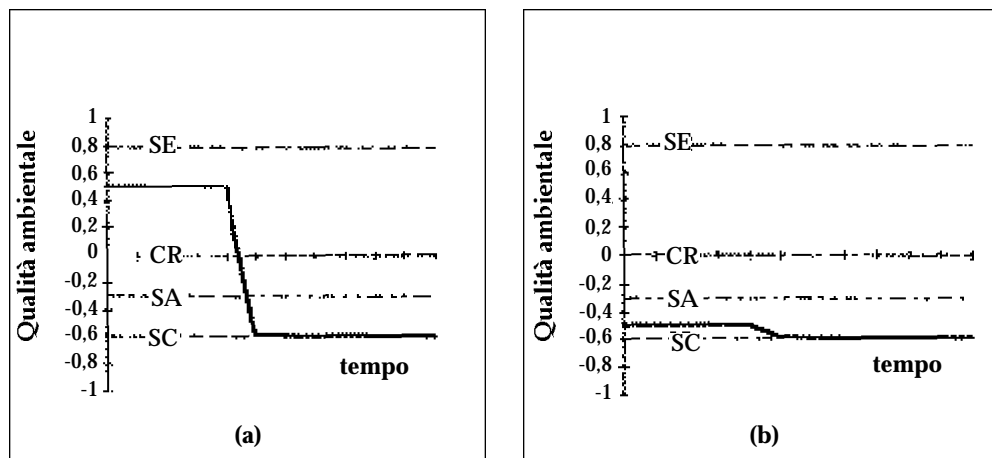 Qualità ambientale
1
0,8
0,6
0,4
0,2
0
-0,2
-0,4
-0,6
-0,8
-1
SE
CR
SA
SC
tempo
(a)
Qualità ambientale
1
0,8
0,6
0,4
0,2
0
-0,2
-0,4
-0,6
-0,8
-1
SE
CR
SA
SC
tempo
(b)